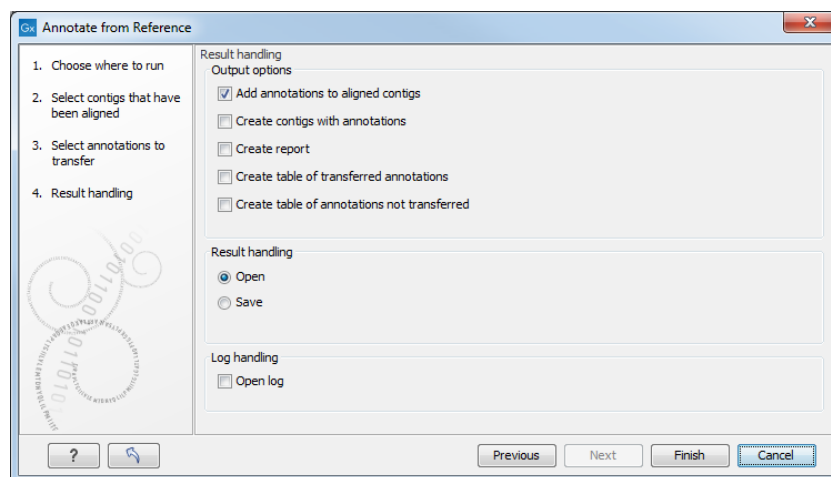 Gx Annotate from Reference
1. Choose where to run
2. Select contigs that have
been aligned
3. Select annotations to
transfer
4. Result handling
Result handling
Output options
Add annotations to aligned contigs
Create contigs with annotations
Create report
Create table of transferred annotations
Create table of annotations not transferred
Result handling
Open
Save
Log handling
Open log
?
Previous
Next
Finish
Cancel